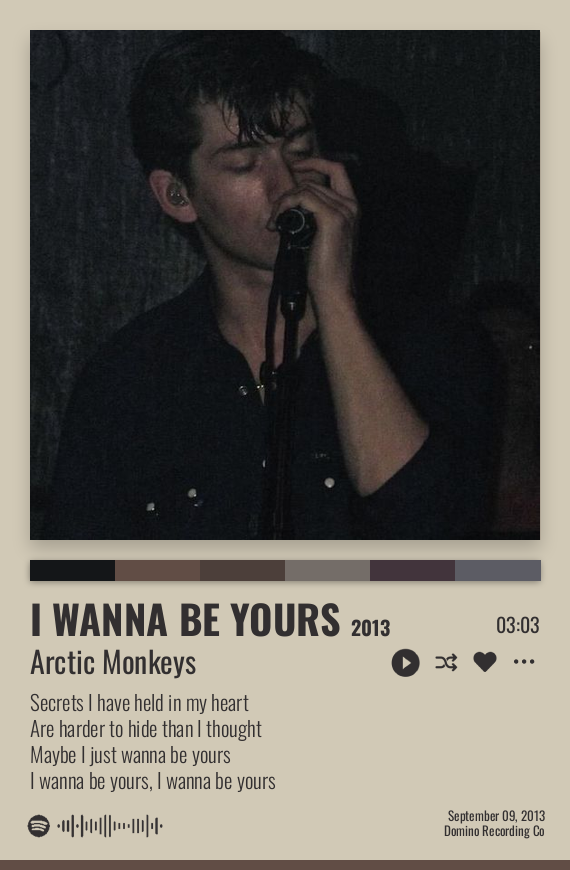 I WANNA BE YOURS 2013
03:03
Arctic Monkeys
Secrets I have held in my heart
Are harder to hide than I thought
Maybe I just wanna be yours
I wanna be yours, I wanna be yours
September 09, 2013
Domino Recording Co